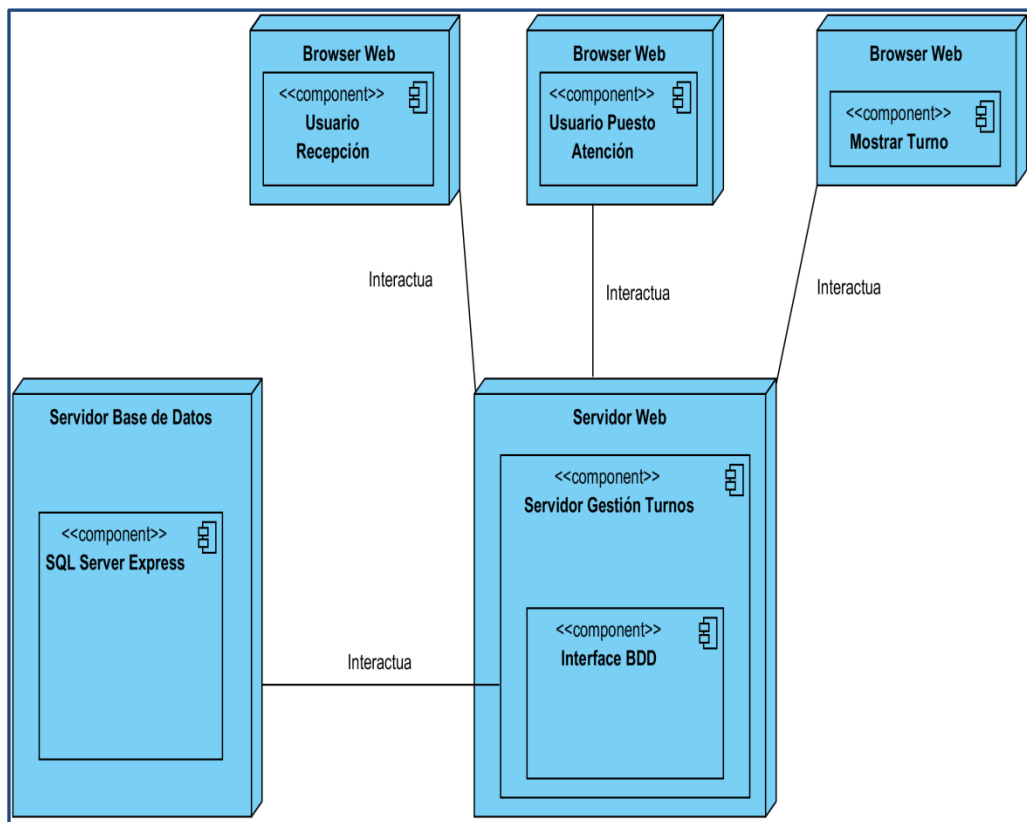 Browser Web
<<component>>
Usuario
Recepción
Browser Web
<<component>>
Usuario Puesto
Atención
Browser Web
<<component>>
Mostrar Turno
Interactua
Interactua
Interactua
Servidor Base de Datos
<<component>>
SQL Server Express
Interactua
Servidor Web
<<component>>
Servidor Gestión Turnos
<<component>>
Interface BDD